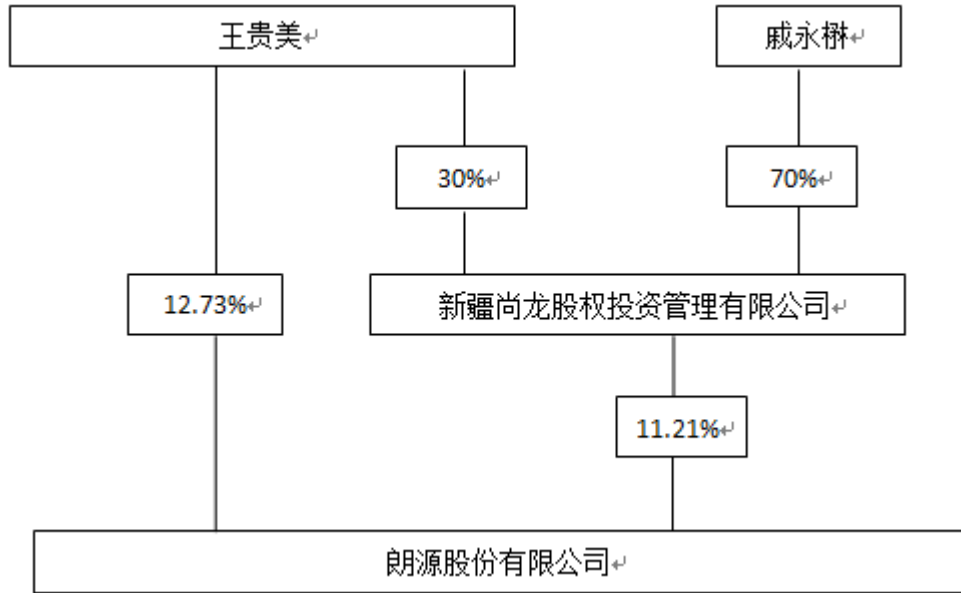 王贵美
戚永楙
30%
70%
12.73%
新疆尚龙股权投资管理有限公司
11.21%
朗源股份有限公司